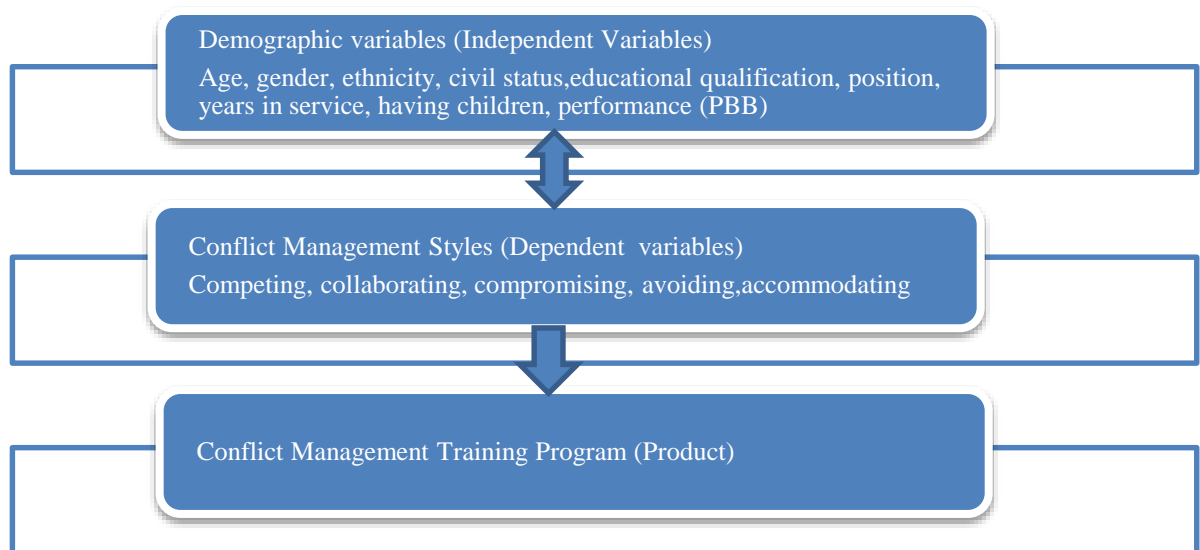 Demographic variables (Independent Variables)
Age, gender, ethnicity, civil status,educational qualification, position,
years in service, having children, performance (PBB)
Conflict Management Styles (Dependent  variables)
Competing, collaborating, compromising, avoiding,accommodating
Conflict Management Training Program (Product)